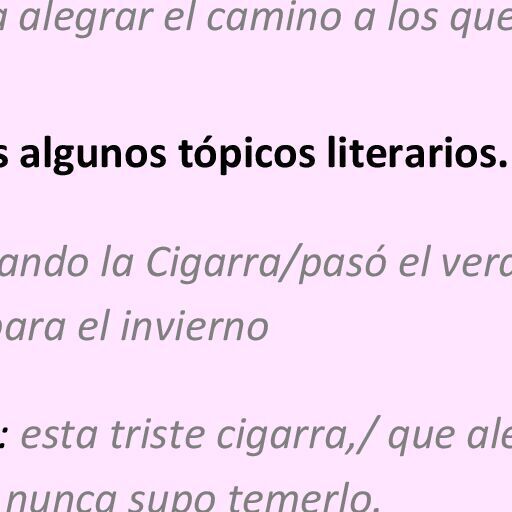 alegrar el camino a los que
s algunos tópicos literarios.
ando la Cigarra/pasó el vera
para el invierno
: esta triste cigarra,/ que ale
nunca supo temerlo.